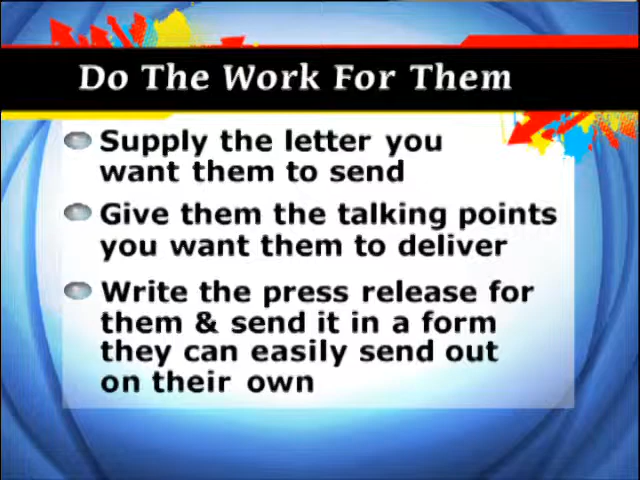 Do The Work For Them
Supply the letter you
want them to send
Give them the talking points
you want them to deliver
Write the press release for
them & send it in a form
they can easily send out
on their own